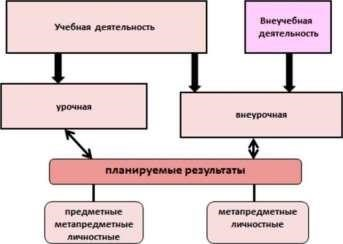 Учебная деятельность
Внеучебная
деятельность
урочная
внеурочная
планируемые результаты
предметные
метапредметные
личностные
метапредметные
личностные